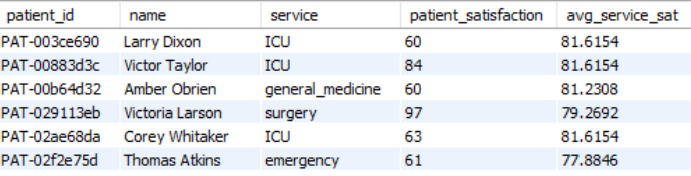 patient_id name service patient_satisfaction avg_service_sat
PAT-003ce690 Larry Dixon ICU 60 81.6154
PAT-00883d3c Victor Taylor ICU 84 81.6154
PAT-00b64d32 Amber Obrien general_medicine 60 81.2308
PAT-029113eb Victoria Larson surgery 97 79.2692
PAT-02ae68da Corey Whitaker ICU 63 81.6154
PAT-02f2e75d Thomas Atkins emergency 61 77.8846